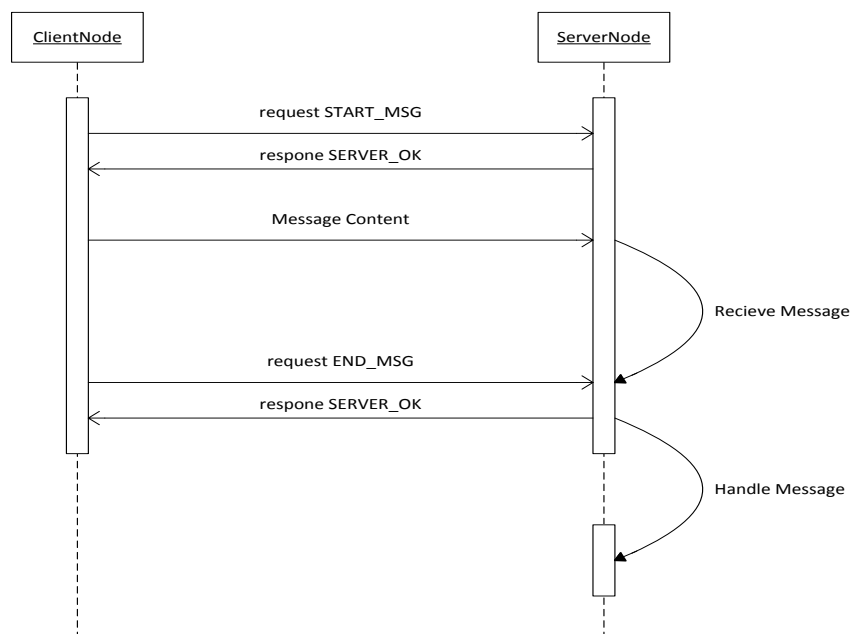 ClientNode
ServerNode
request START_MSG
respone SERVER_OK
Message Content
Recieve Message
request END_MSG
respone SERVER_OK
Handle Message